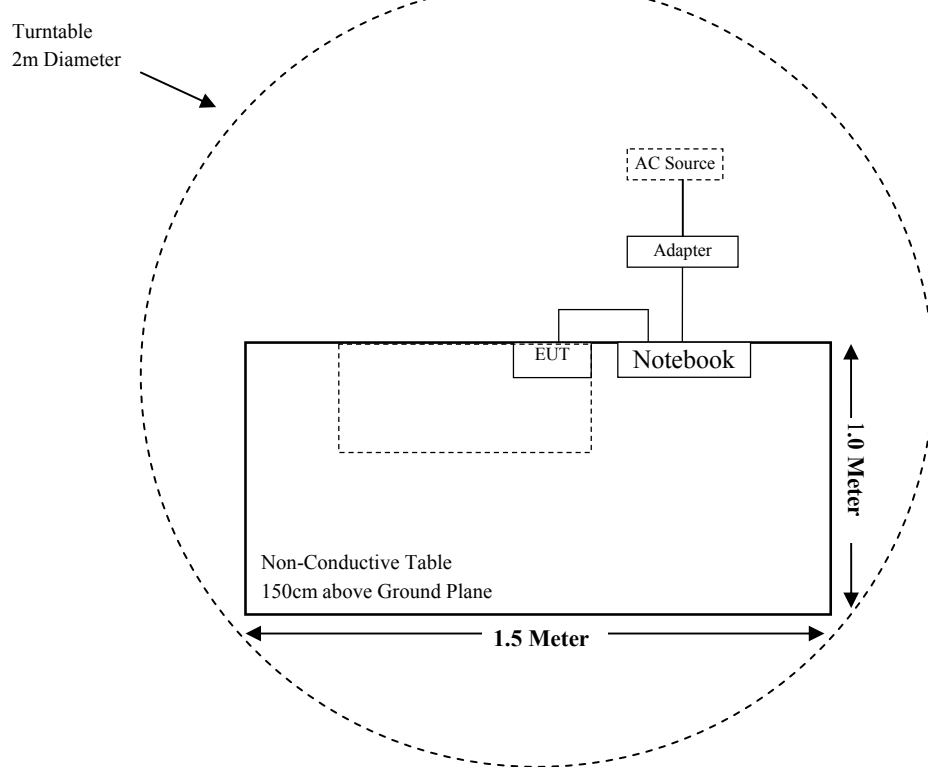 Turntable
2m Diameter
AC Source
Adapter
EUT
Notebook
1.0 Meter
Non-Conductive Table
150cm above Ground Plane
1.5 Meter